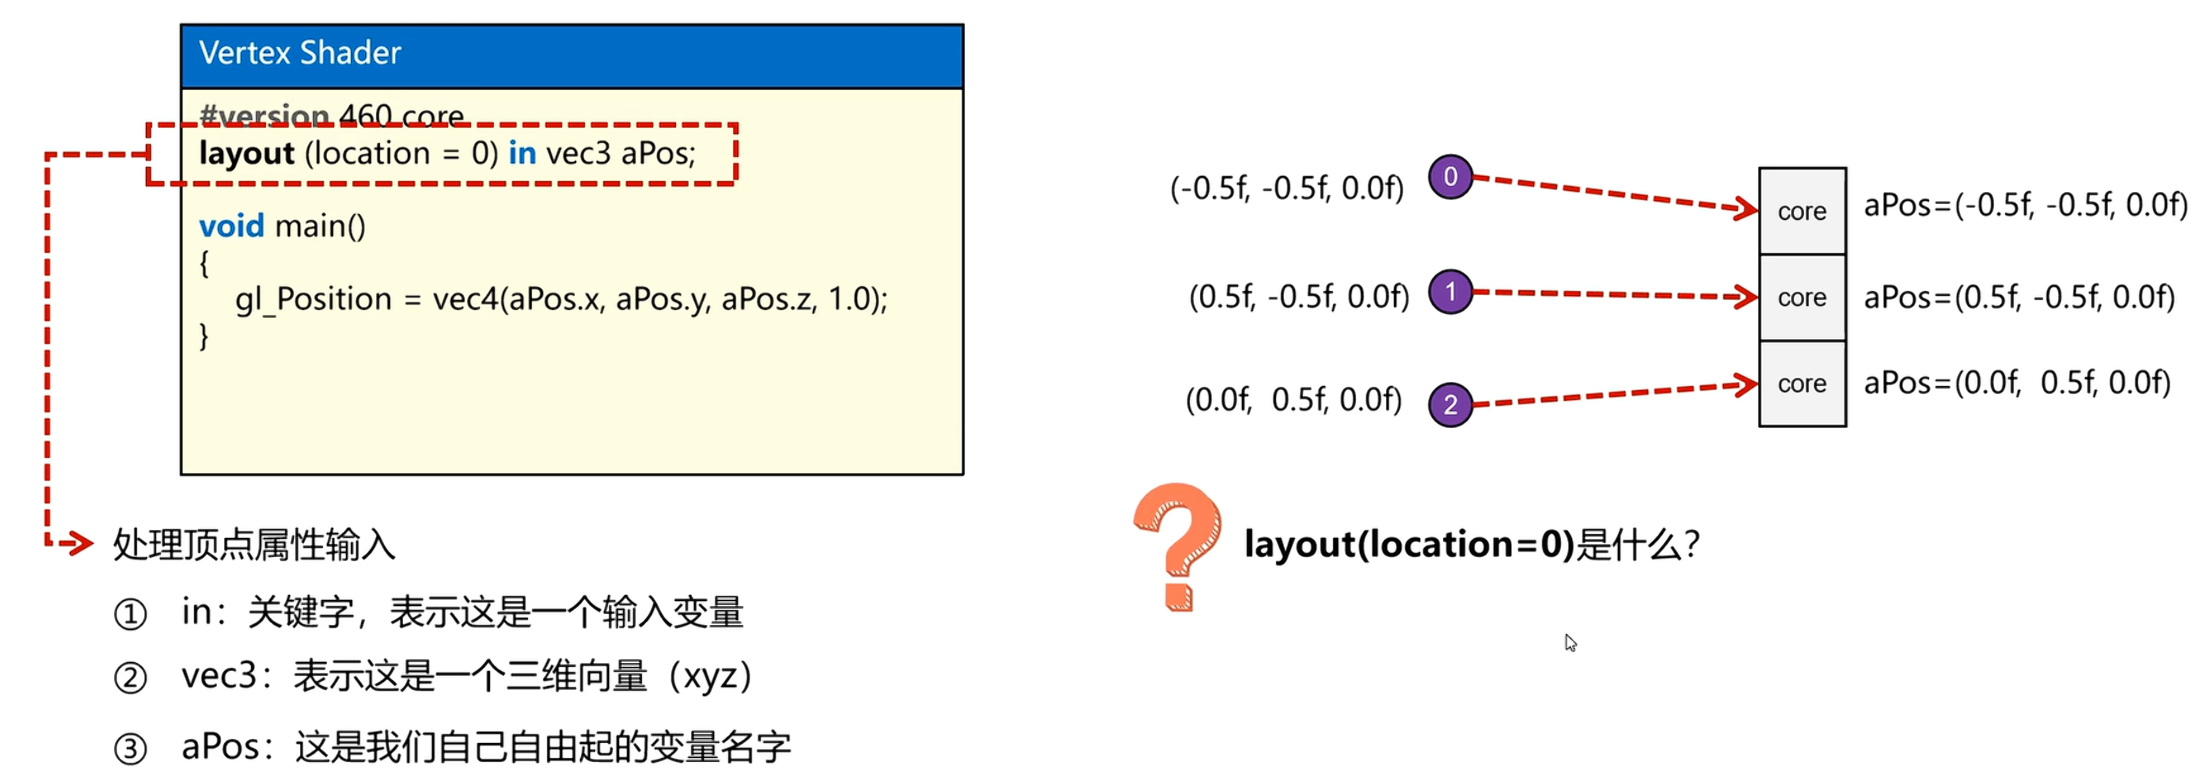 Vertex Shader
#version 460 core
layout (location = 0) in vec3 aPos;
void main()
{
gl_Position = vec4(aPos.x, aPos.y, aPos.z, 1.0);
}
处理顶点属性输入
① in：关键字，表示这是一个输入变量
② vec3：表示这是一个三维向量（xyz）
③ aPos：这是我们自己自由起的变量名字
(-0.5f, -0.5f, 0.0f) 0 core aPos=(-0.5f, -0.5f, 0.0f)
(0.5f, -0.5f, 0.0f) 1 core aPos=(0.5f, -0.5f, 0.0f)
(0.0f, 0.5f, 0.0f) 2 core aPos=(0.0f, 0.5f, 0.0f)
layout(location=0)是什么？